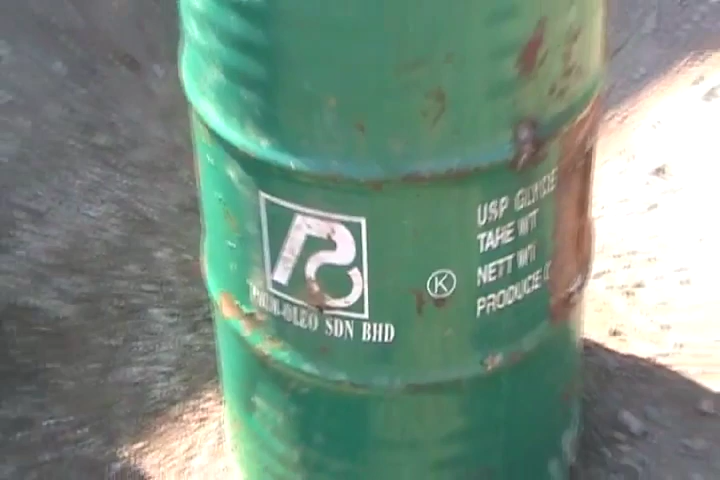 PALM-OLEO SDN BHD
K
USP
TARE WT
NETT WT
PRODUCE